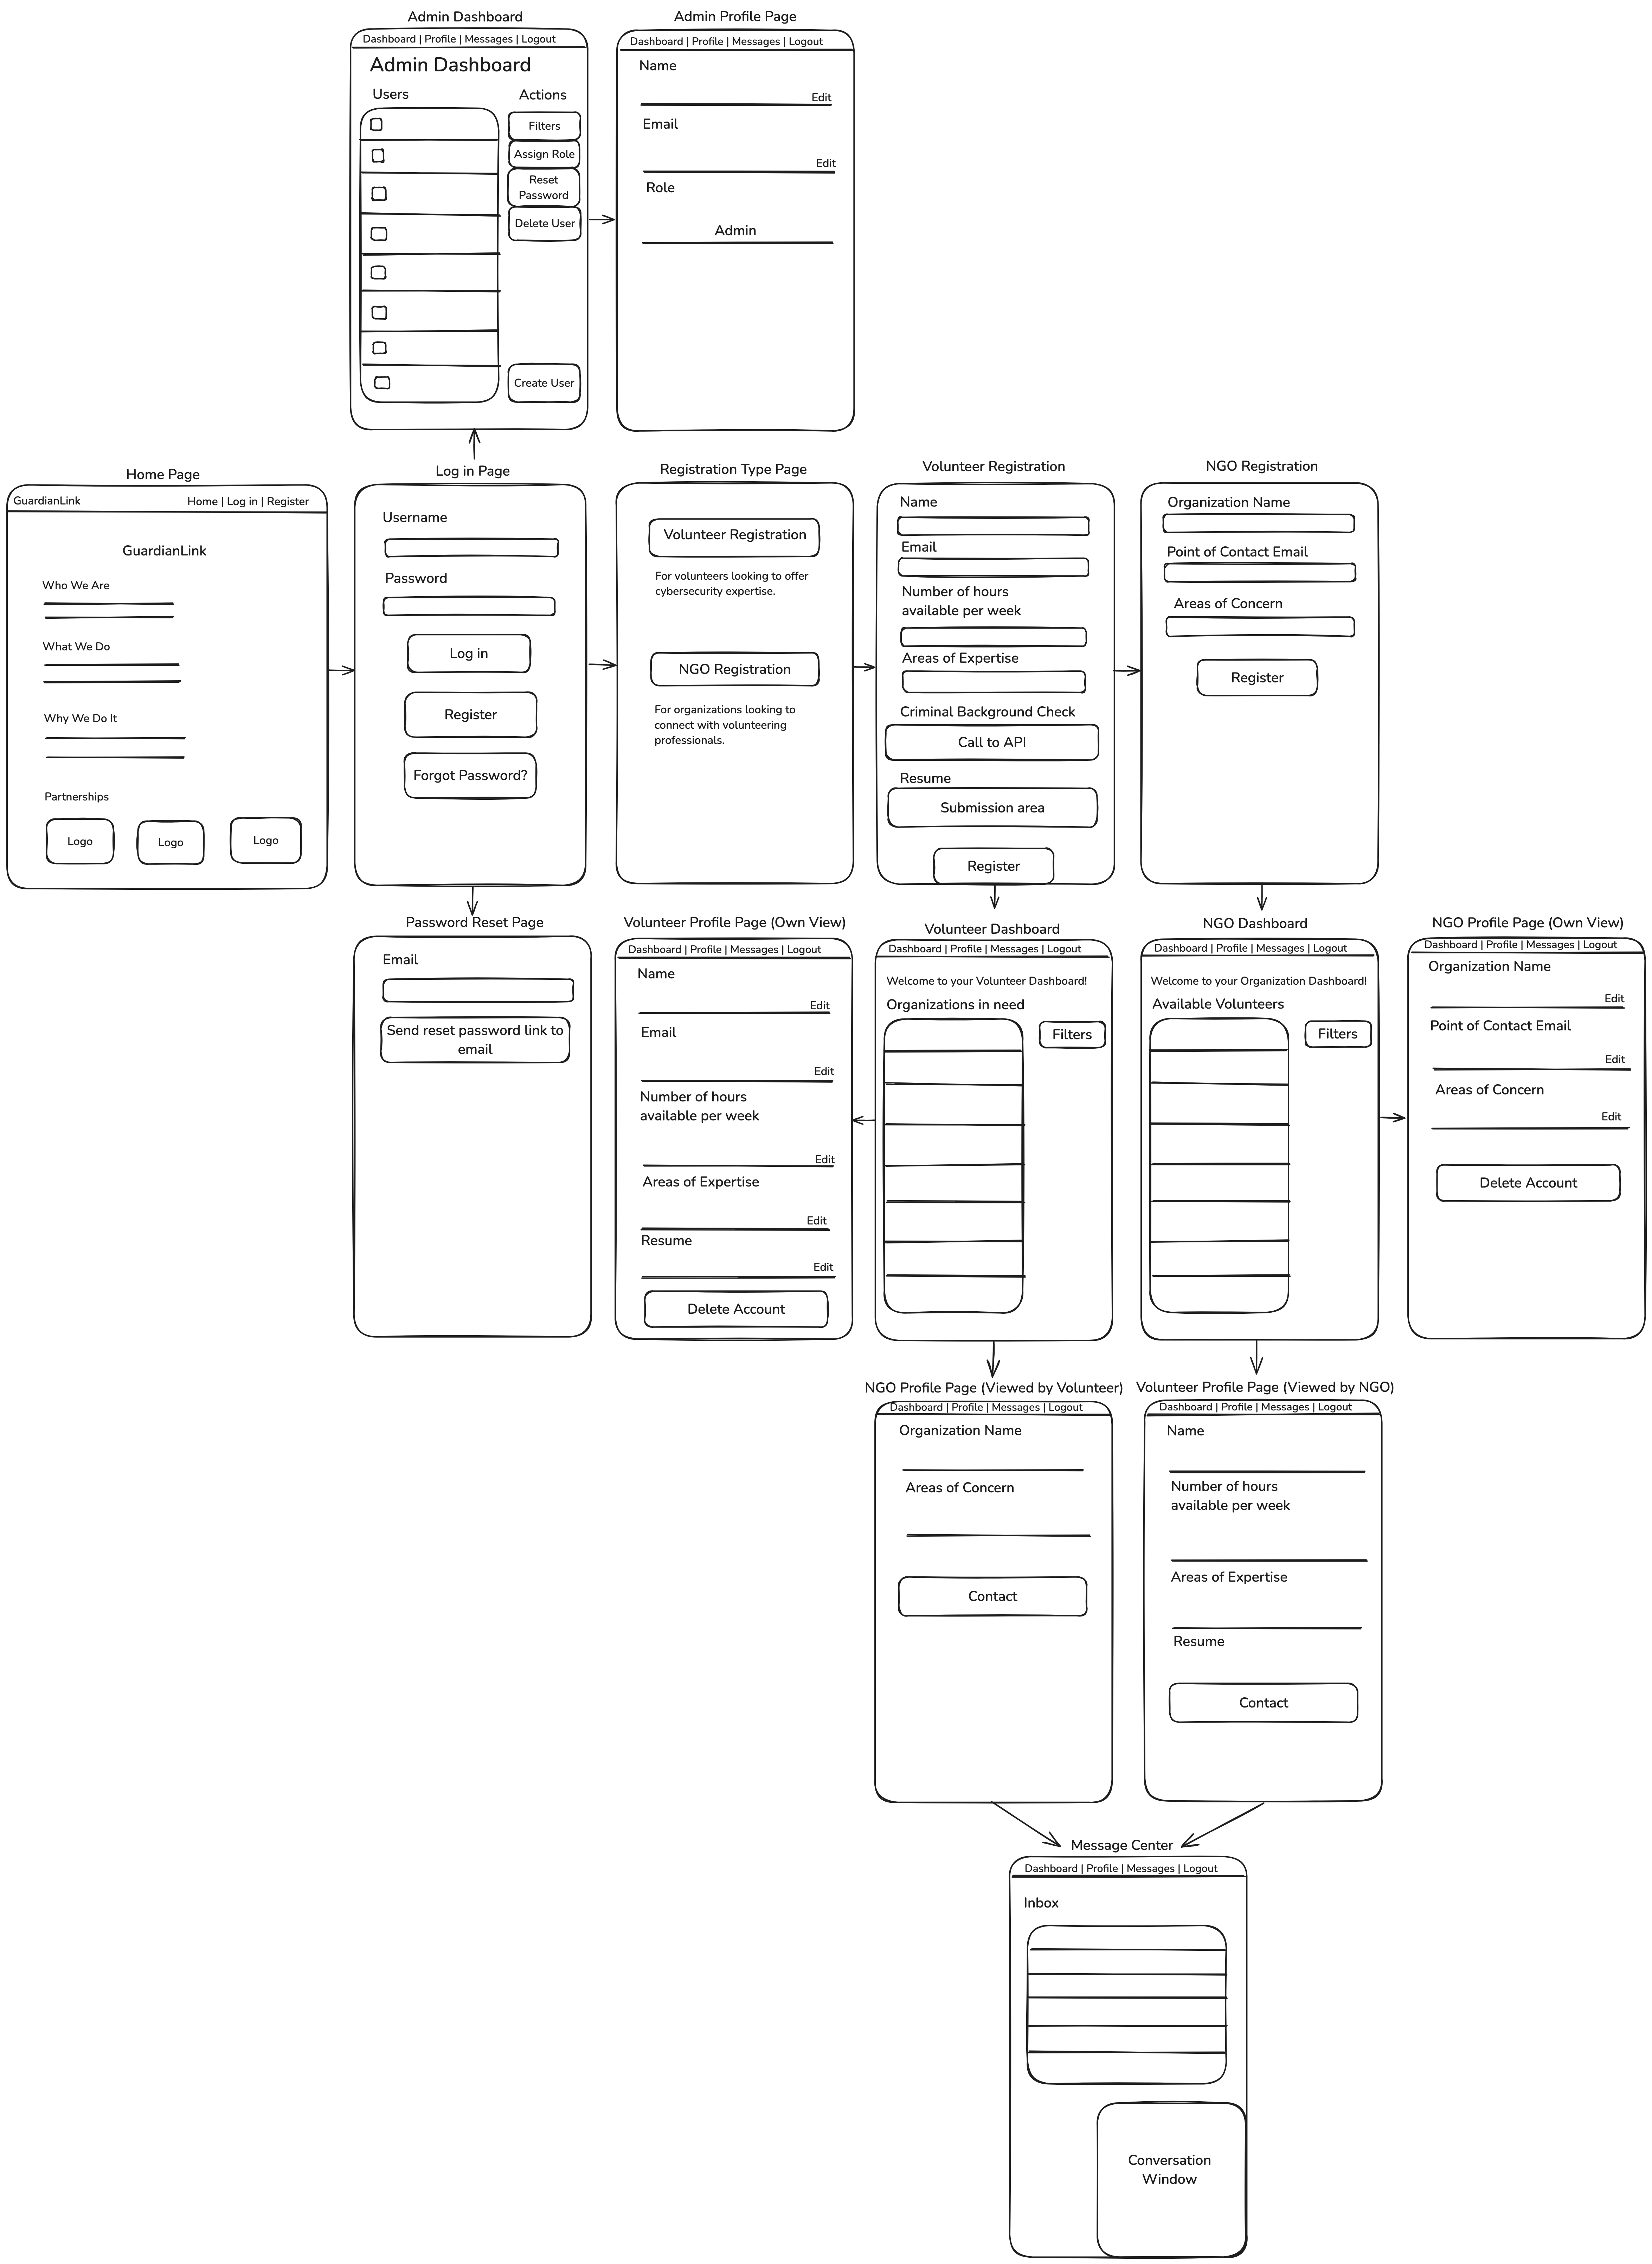 Admin Dashboard
Dashboard | Profile | Messages | Logout
Admin Dashboard
Users
Actions
Filters
Assign Role
Reset
Password
Delete User
Create User
Admin Profile Page
Dashboard | Profile | Messages | Logout
Name
Edit
Email
Edit
Role
Admin
Home Page
GuardianLink
Home | Log in | Register
GuardianLink
Who We Are
What We Do
Why We Do It
Partnerships
Logo
Logo
Logo
Log in Page
Username
Password
Log in
Register
Forgot Password?
Registration Type Page
Volunteer Registration
For volunteers looking to offer
cybersecurity expertise.
NGO Registration
For organizations looking to
connect with volunteering
professionals.
Volunteer Registration
Name
Email
Number of hours
available per week
Areas of Expertise
Criminal Background Check
Call to API
Resume
Submission area
Register
NGO Registration
Organization Name
Point of Contact Email
Areas of Concern
Register
Password Reset Page
Email
Send reset password link to
email
Volunteer Profile Page (Own View)
Dashboard | Profile | Messages | Logout
Name
Edit
Email
Edit
Number of hours
available per week
Edit
Areas of Expertise
Edit
Resume
Edit
Delete Account
Volunteer Dashboard
Dashboard | Profile | Messages | Logout
Welcome to your Volunteer Dashboard!
Organizations in need
Filters
NGO Dashboard
Dashboard | Profile | Messages | Logout
Welcome to your Organization Dashboard!
Available Volunteers
Filters
NGO Profile Page (Own View)
Dashboard | Profile | Messages | Logout
Organization Name
Edit
Point of Contact Email
Edit
Areas of Concern
Edit
Delete Account
NGO Profile Page (Viewed by Volunteer)
Dashboard | Profile | Messages | Logout
Organization Name
Areas of Concern
Contact
Volunteer Profile Page (Viewed by NGO)
Dashboard | Profile | Messages | Logout
Name
Number of hours
available per week
Areas of Expertise
Resume
Contact
Message Center
Dashboard | Profile | Messages | Logout
Inbox
Conversation
Window